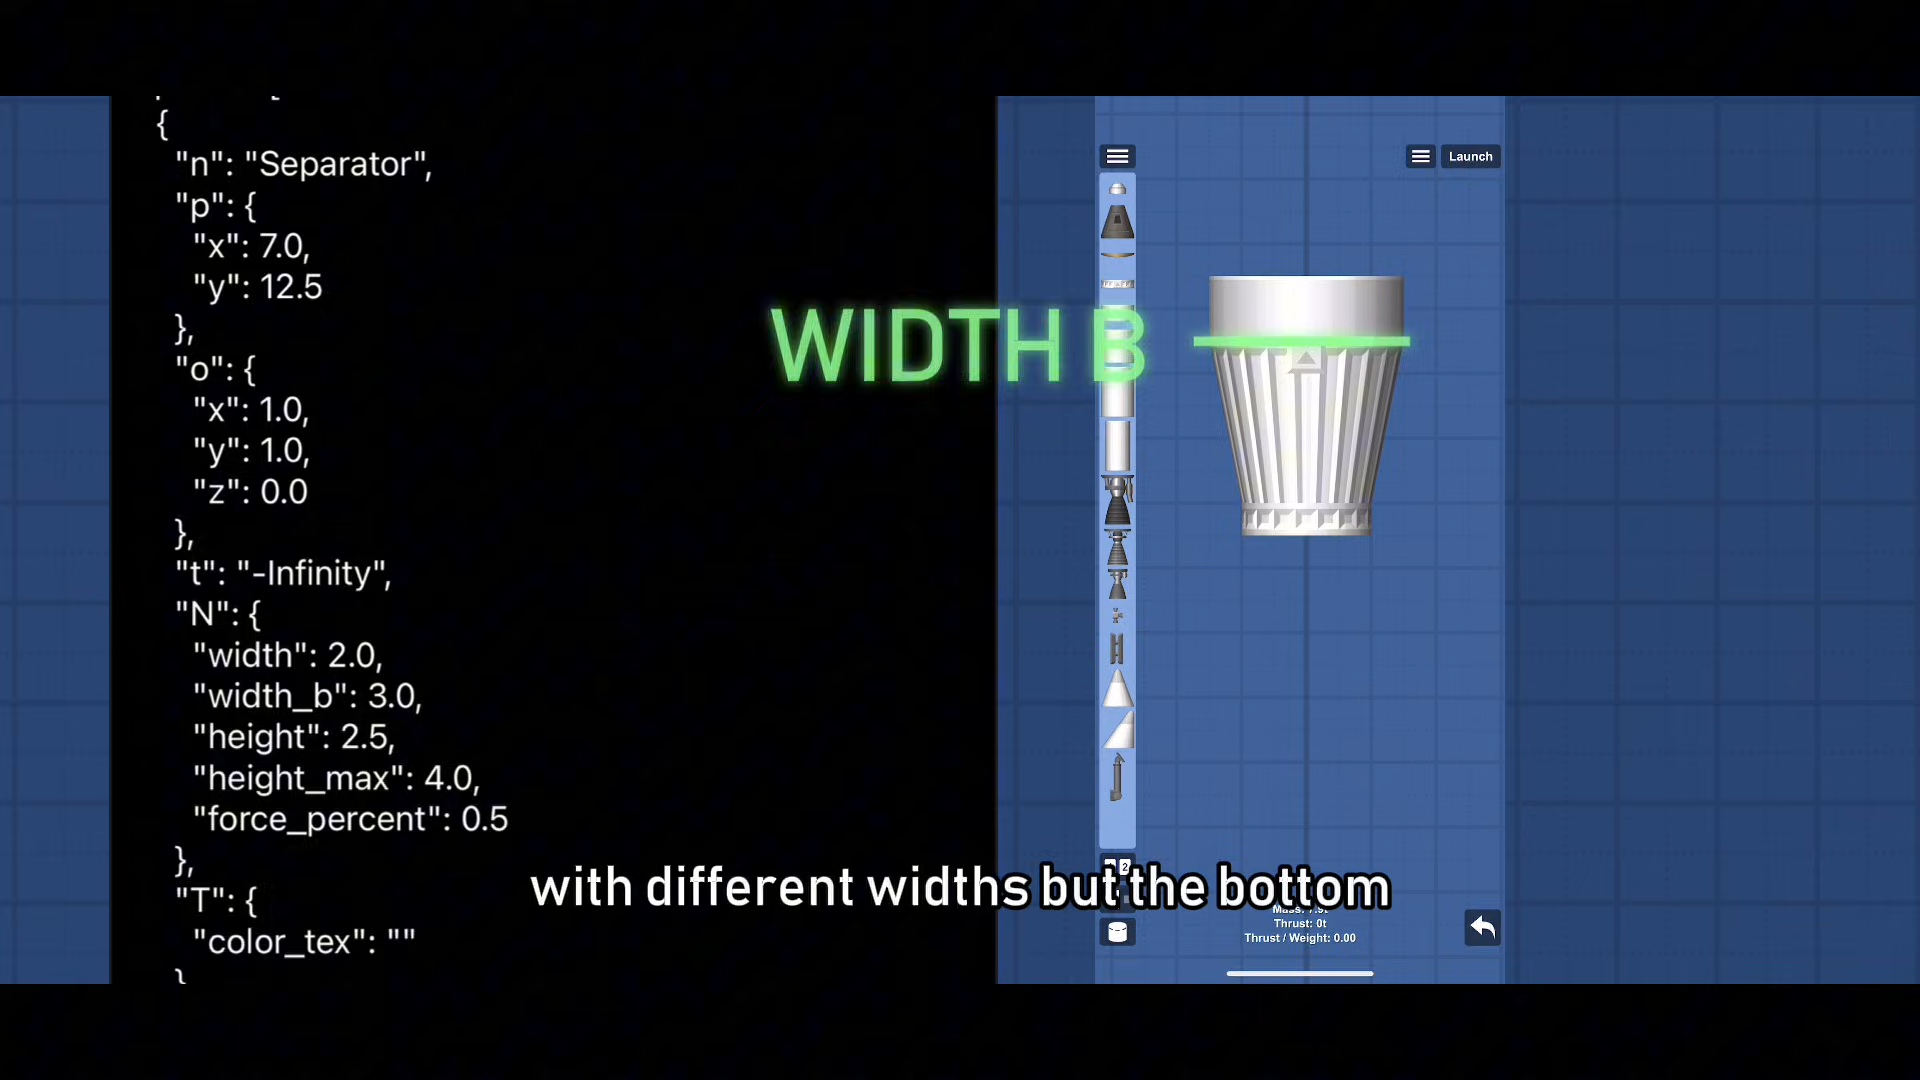 {
"n": "Separator",
"p": {
"x": 7.0,
"y": 12.5
},
"o": {
"x": 1.0,
"y": 1.0,
"z": 0.0
},
"t": "-Infinity",
"N": {
"width": 2.0,
"width_b": 3.0,
"height": 2.5,
"height_max": 4.0,
"force_percent": 0.5
},
"T": {
"color_tex": ""
}
WIDTH B
Launch
2
with different widths but the bottom
Thrust: 0t
Thrust / Weight: 0.00